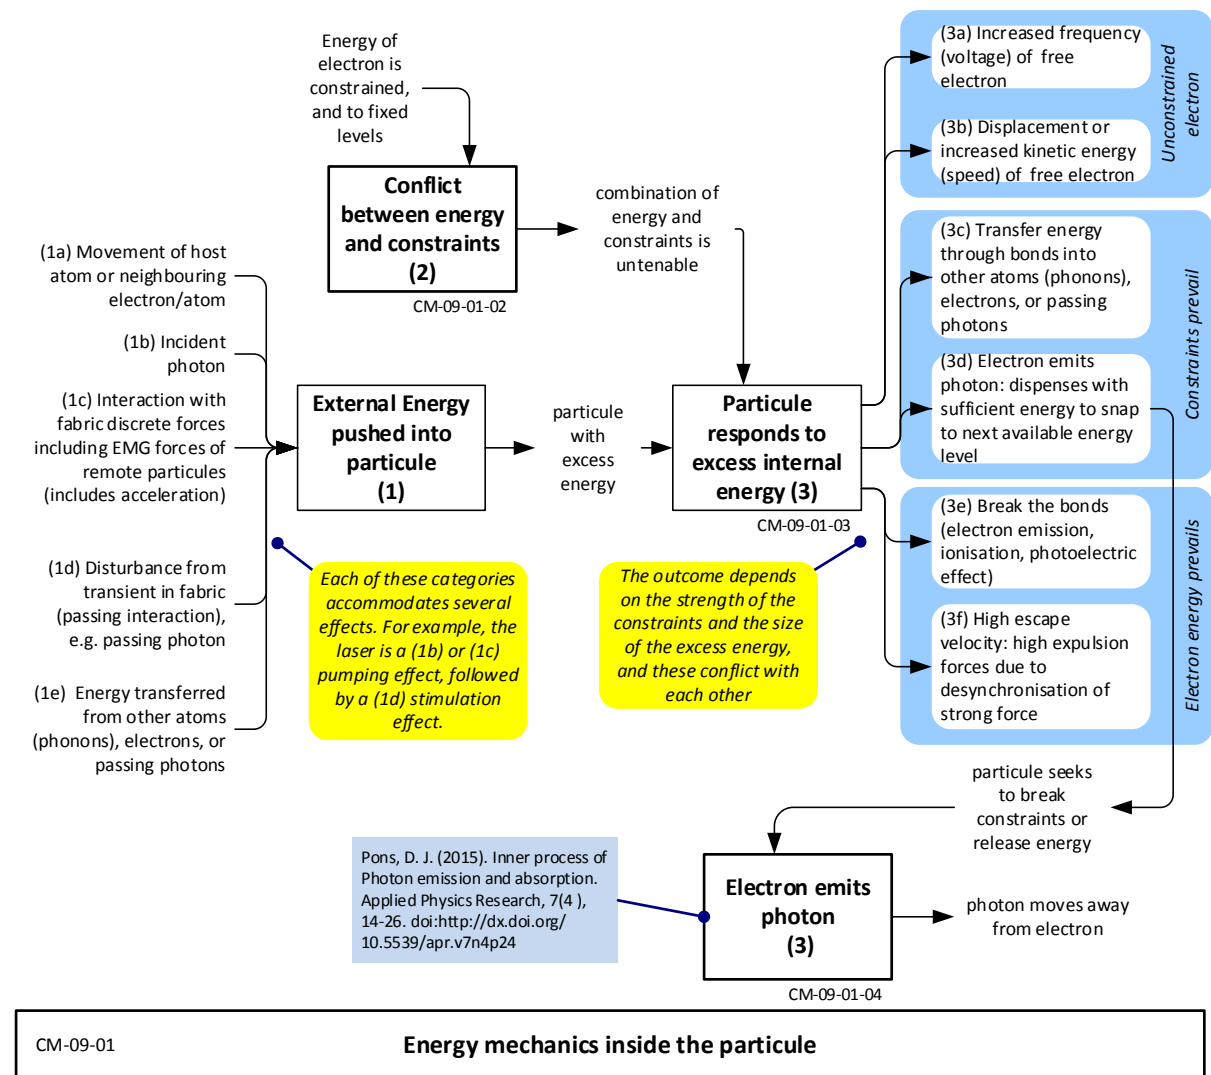 Energy of
electron is
constrained,
and to fixed
levels
Conflict
between energy
and constraints
(2)
CM-09-01-02
combination of
energy and
constraints is
untenable
(1a) Movement of host
atom or neighbouring
electron/atom
(1b) Incident
photon
(1c) Interaction with
fabric discrete forces
including EMG forces of
remote particules
(includes acceleration)
(1d) Disturbance from
transient in fabric
(passing interaction),
e.g. passing photon
(1e) Energy transferred
from other atoms
(phonons), electrons, or
passing photons
External Energy
pushed into
particule
(1)
particule
with
excess
energy
Particule
responds to
excess internal
energy (3)
CM-09-01-03
Each of these categories
accommodates several
effects. For example, the
laser is a (1b) or (1c)
pumping effect, followed
by a (1d) stimulation
effect.
The outcome depends
on the strength of the
constraints and the size
of the excess energy,
and these conflict with
each other
(3a) Increased frequency
(voltage) of free
electron
(3b) Displacement or
increased kinetic energy
(speed) of free electron
Unconstrained
electron
(3c) Transfer energy
through bonds into
other atoms (phonons),
electrons, or passing
photons
(3d) Electron emits
photon: dispenses with
sufficient energy to snap
to next available energy
level
Constraints prevail
(3e) Break the bonds
(electron emission,
ionisation, photoelectric
effect)
(3f) High escape
velocity: high expulsion
forces due to
desynchronisation of
strong force
Electron energy prevails
particule seeks
to break
constraints or
release energy
Pons, D. J. (2015). Inner process of
Photon emission and absorption.
Applied Physics Research, 7(4 ),
14-26. doi:http://dx.doi.org/
10.5539/apr.v7n4p24
Electron emits
photon
(3)
CM-09-01-04
photon moves away
from electron
CM-09-01
Energy mechanics inside the particule